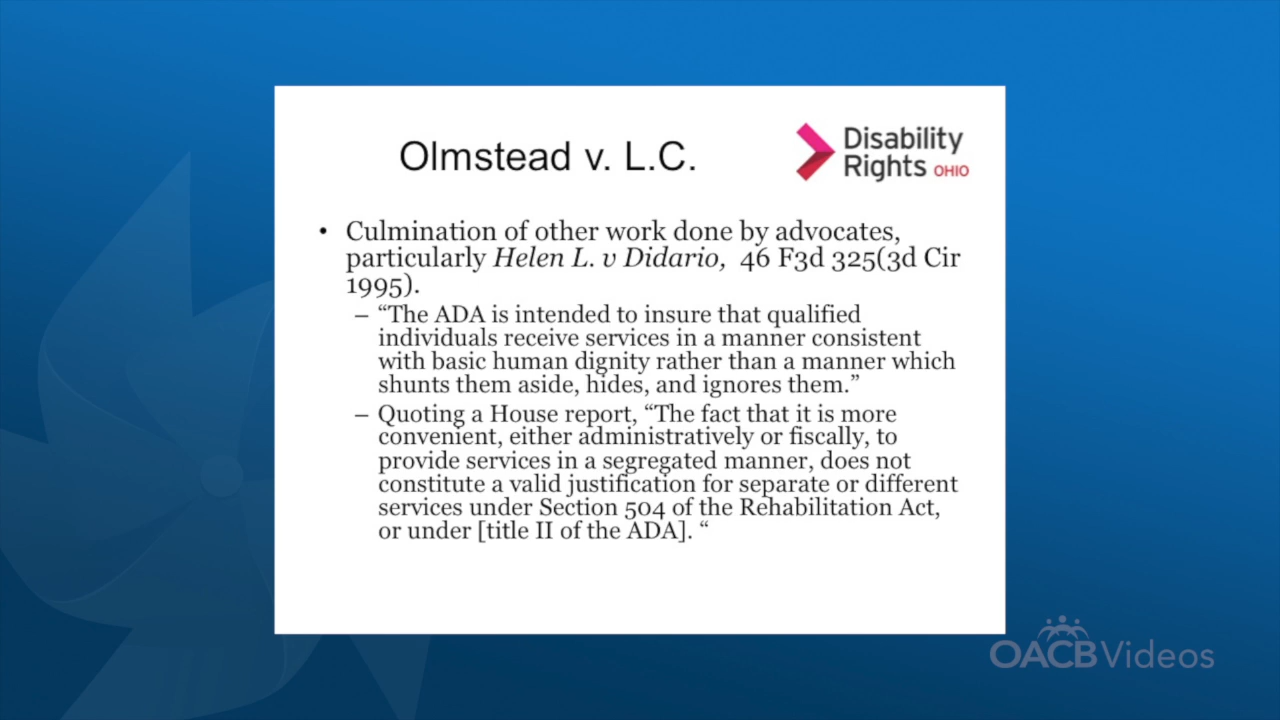 Olmstead v. L.C.
Disability
Rights OHIO
• Culmination of other work done by advocates,
particularly Helen L. v Didario, 46 F3d 325(3d Cir
1995).
– “The ADA is intended to insure that qualified
individuals receive services in a manner consistent
with basic human dignity rather than a manner which
shunts them aside, hides, and ignores them.”
– Quoting a House report, “The fact that it is more
convenient, either administratively or fiscally, to
provide services in a segregated manner, does not
constitute a valid justification for separate or different
services under Section 504 of the Rehabilitation Act,
or under [title II of the ADA]. “
OACBVideos